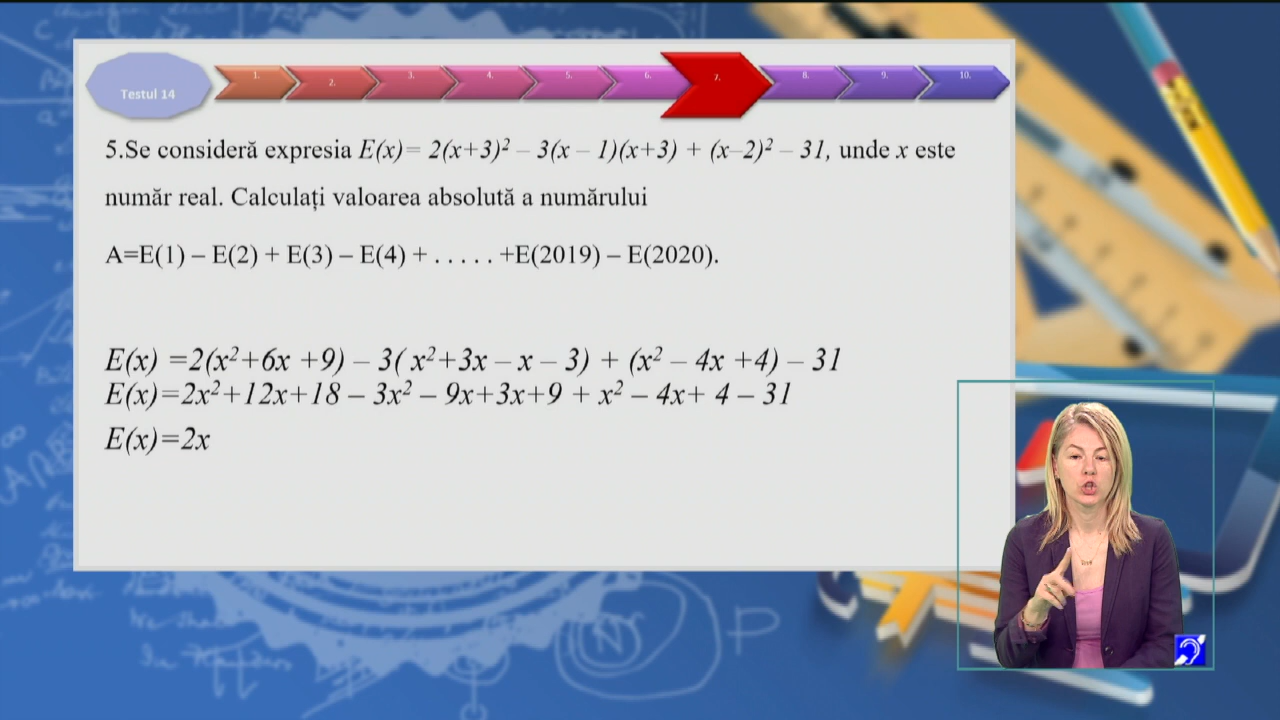 Testul 14
1.
2.
3.
4.
5.
6.
7.
8.
9.
10.
5.Se consideră expresia E(x)= 2(x+3)² – 3(x – 1)(x+3) + (x–2)² – 31, unde x este
număr real. Calculați valoarea absolută a numărului
A=E(1) – E(2) + E(3) – E(4) + . . . . . +E(2019) – E(2020).
E(x) =2(x²+6x +9) – 3( x²+3x – x – 3) + (x² – 4x +4) – 31
E(x)=2x²+12x+18 – 3x² – 9x+3x+9 + x² – 4x+ 4 – 31
E(x)=2x
P